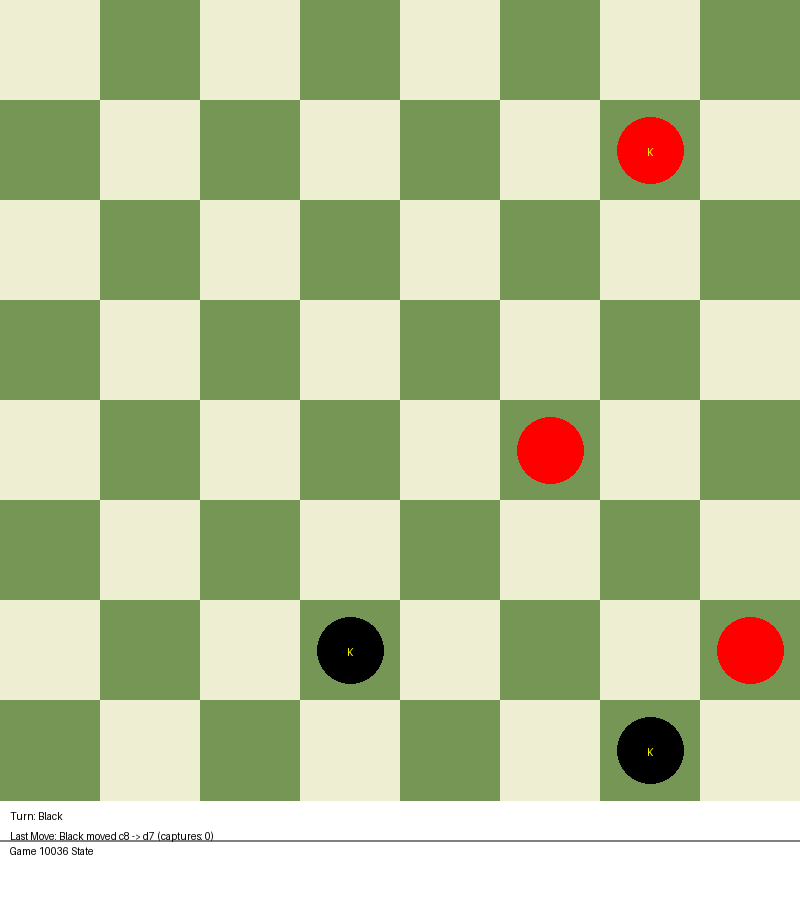 K
K
K
Turn: Black
Last Move: Black moved c8 -> d7 (captures: 0)
Game 10036 State